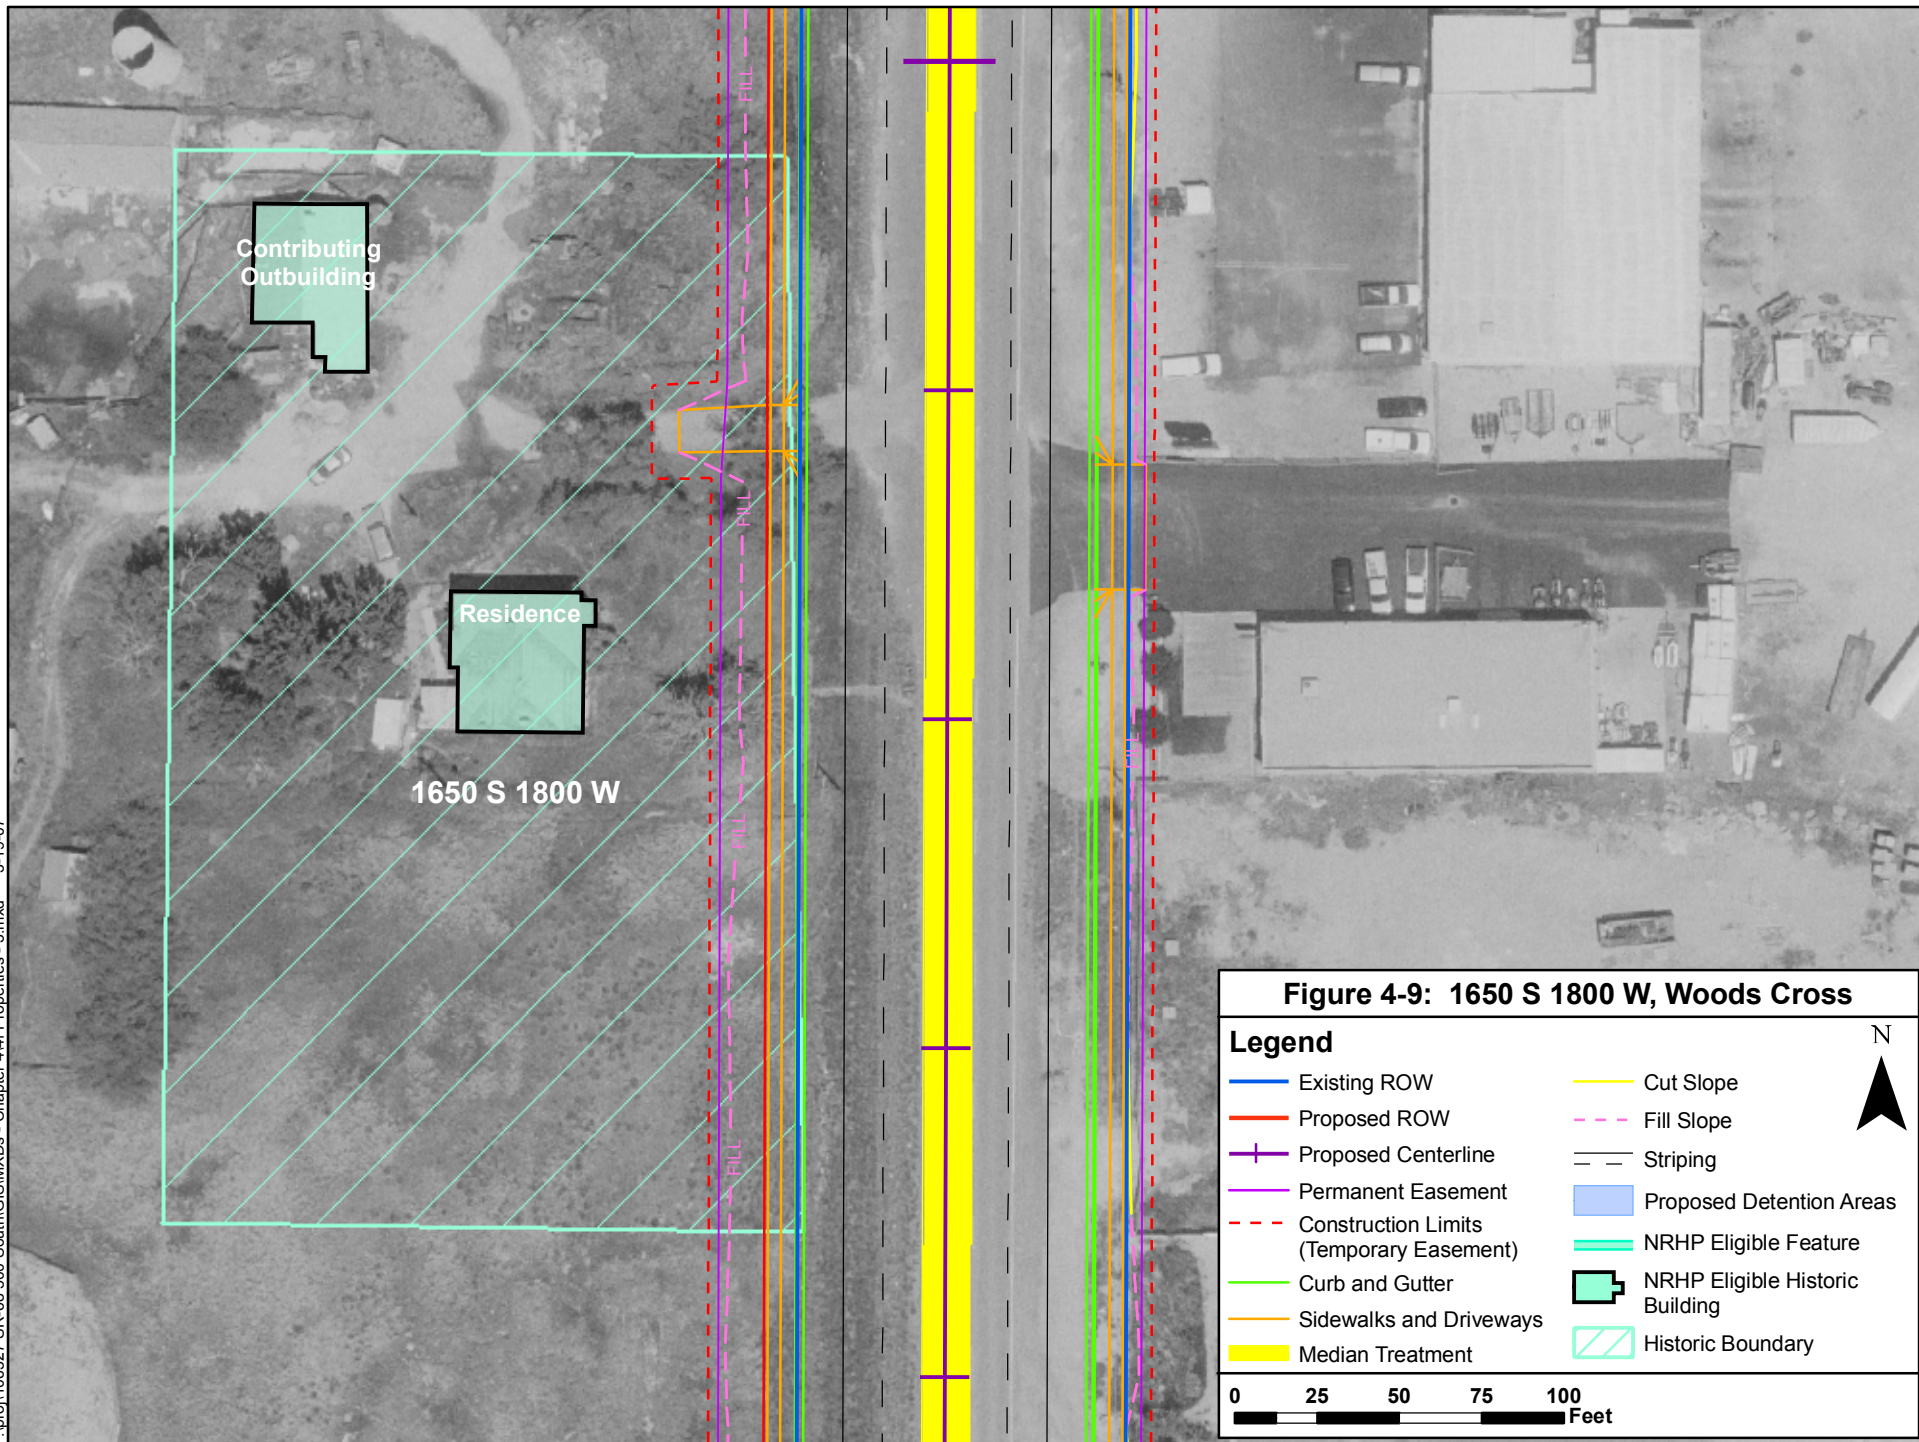 FILL
Contributing
Outbuilding
FILL
Residence
FILL
1650 S 1800 W
FILL
FILL
Figure 4-9: 1650 S 1800 W, Woods Cross
Legend
N
Existing ROW
Proposed ROW
Proposed Centerline
Permanent Easement
Construction Limits
(Temporary Easement)
Curb and Gutter
Sidewalks and Driveways
Median Treatment
Cut Slope
Fill Slope
Striping
Proposed Detention Areas
NRHP Eligible Feature
NRHP Eligible Historic
Building
Historic Boundary
0 25 50 75 100
Feet